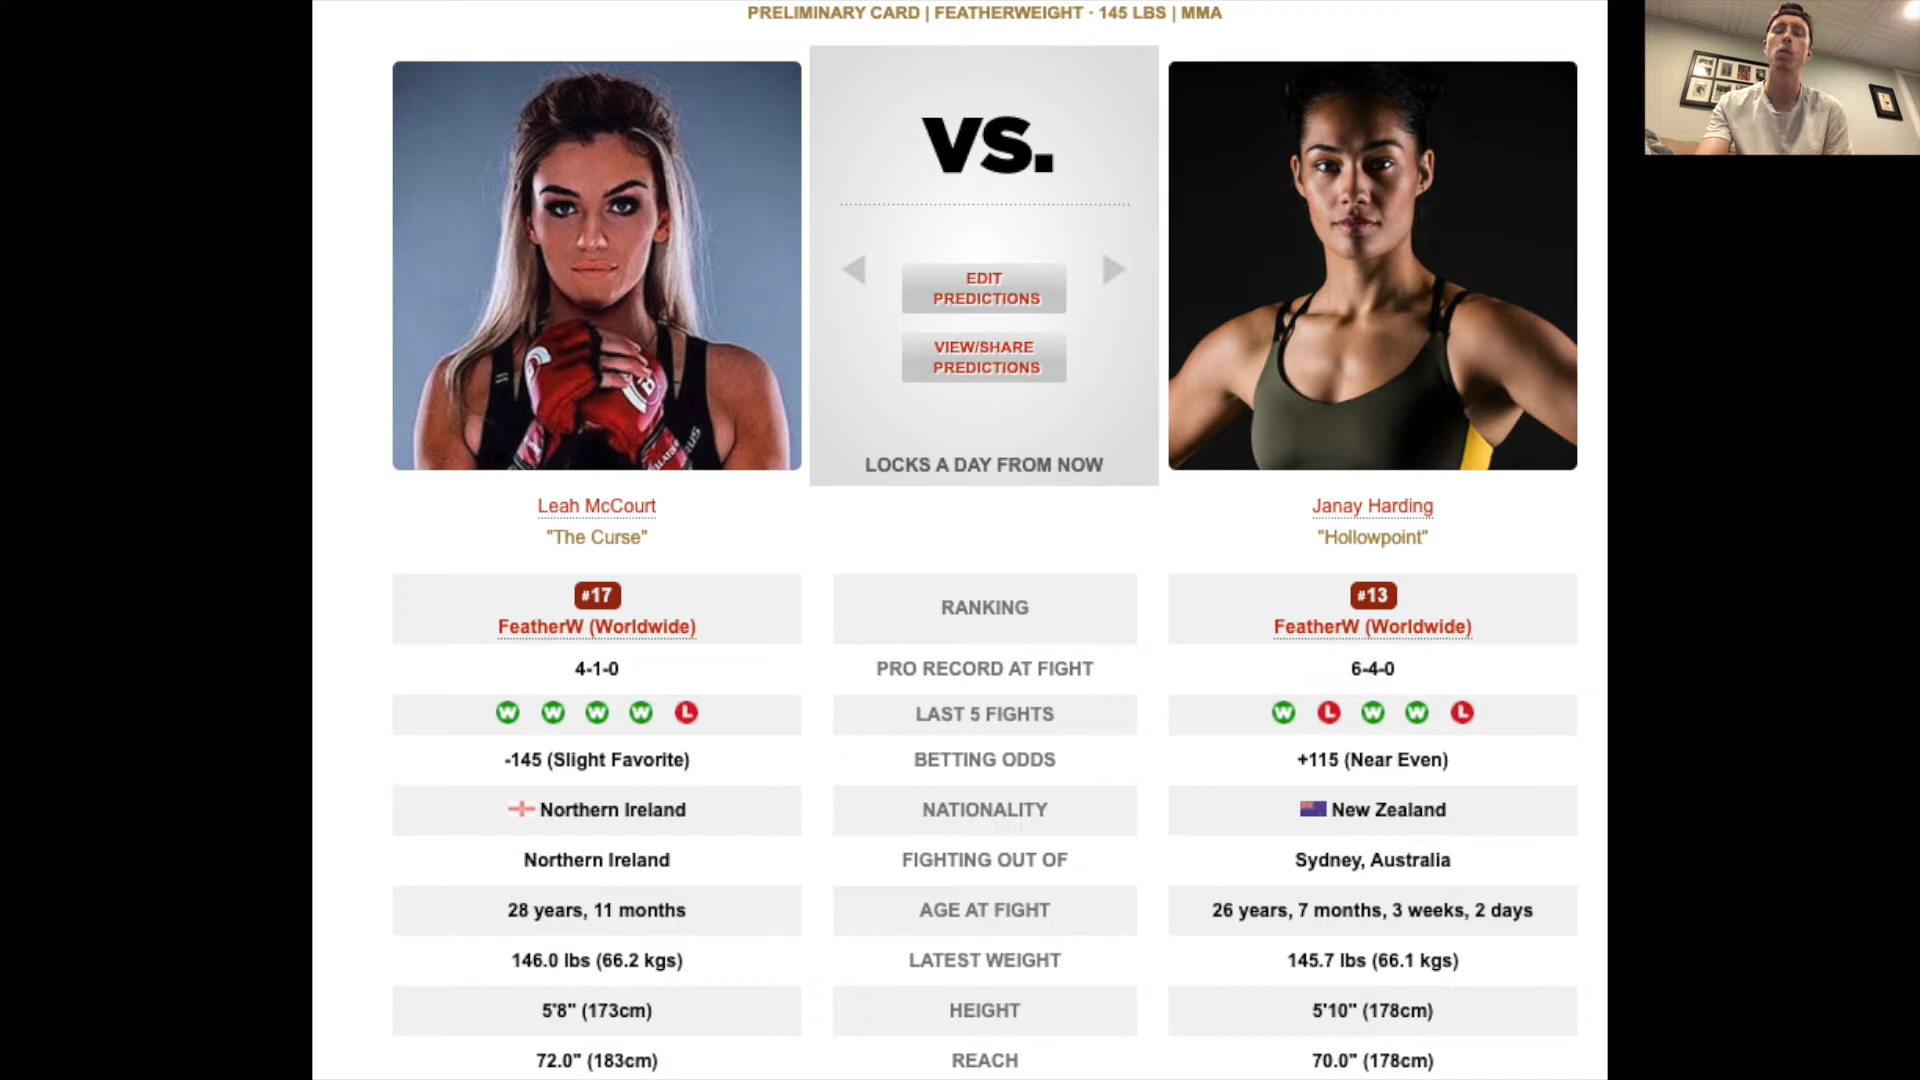 PRELIMINARY CARD | FEATHERWEIGHT · 145 LBS | MMA
VS.
EDIT
PREDICTIONS
VIEW/SHARE
PREDICTIONS
LOCKS A DAY FROM NOW
Leah McCourt
Janay Harding
"The Curse"
"Hollowpoint"
#17
FeatherW (Worldwide)
RANKING
#13
FeatherW (Worldwide)
4-1-0
PRO RECORD AT FIGHT
6-4-0
W W W W L
LAST 5 FIGHTS
W L W W L
-145 (Slight Favorite)
BETTING ODDS
+115 (Near Even)
Northern Ireland
NATIONALITY
New Zealand
Northern Ireland
FIGHTING OUT OF
Sydney, Australia
28 years, 11 months
AGE AT FIGHT
26 years, 7 months, 3 weeks, 2 days
146.0 lbs (66.2 kgs)
LATEST WEIGHT
145.7 lbs (66.1 kgs)
5'8" (173cm)
HEIGHT
5'10" (178cm)
72.0" (183cm)
REACH
70.0" (178cm)